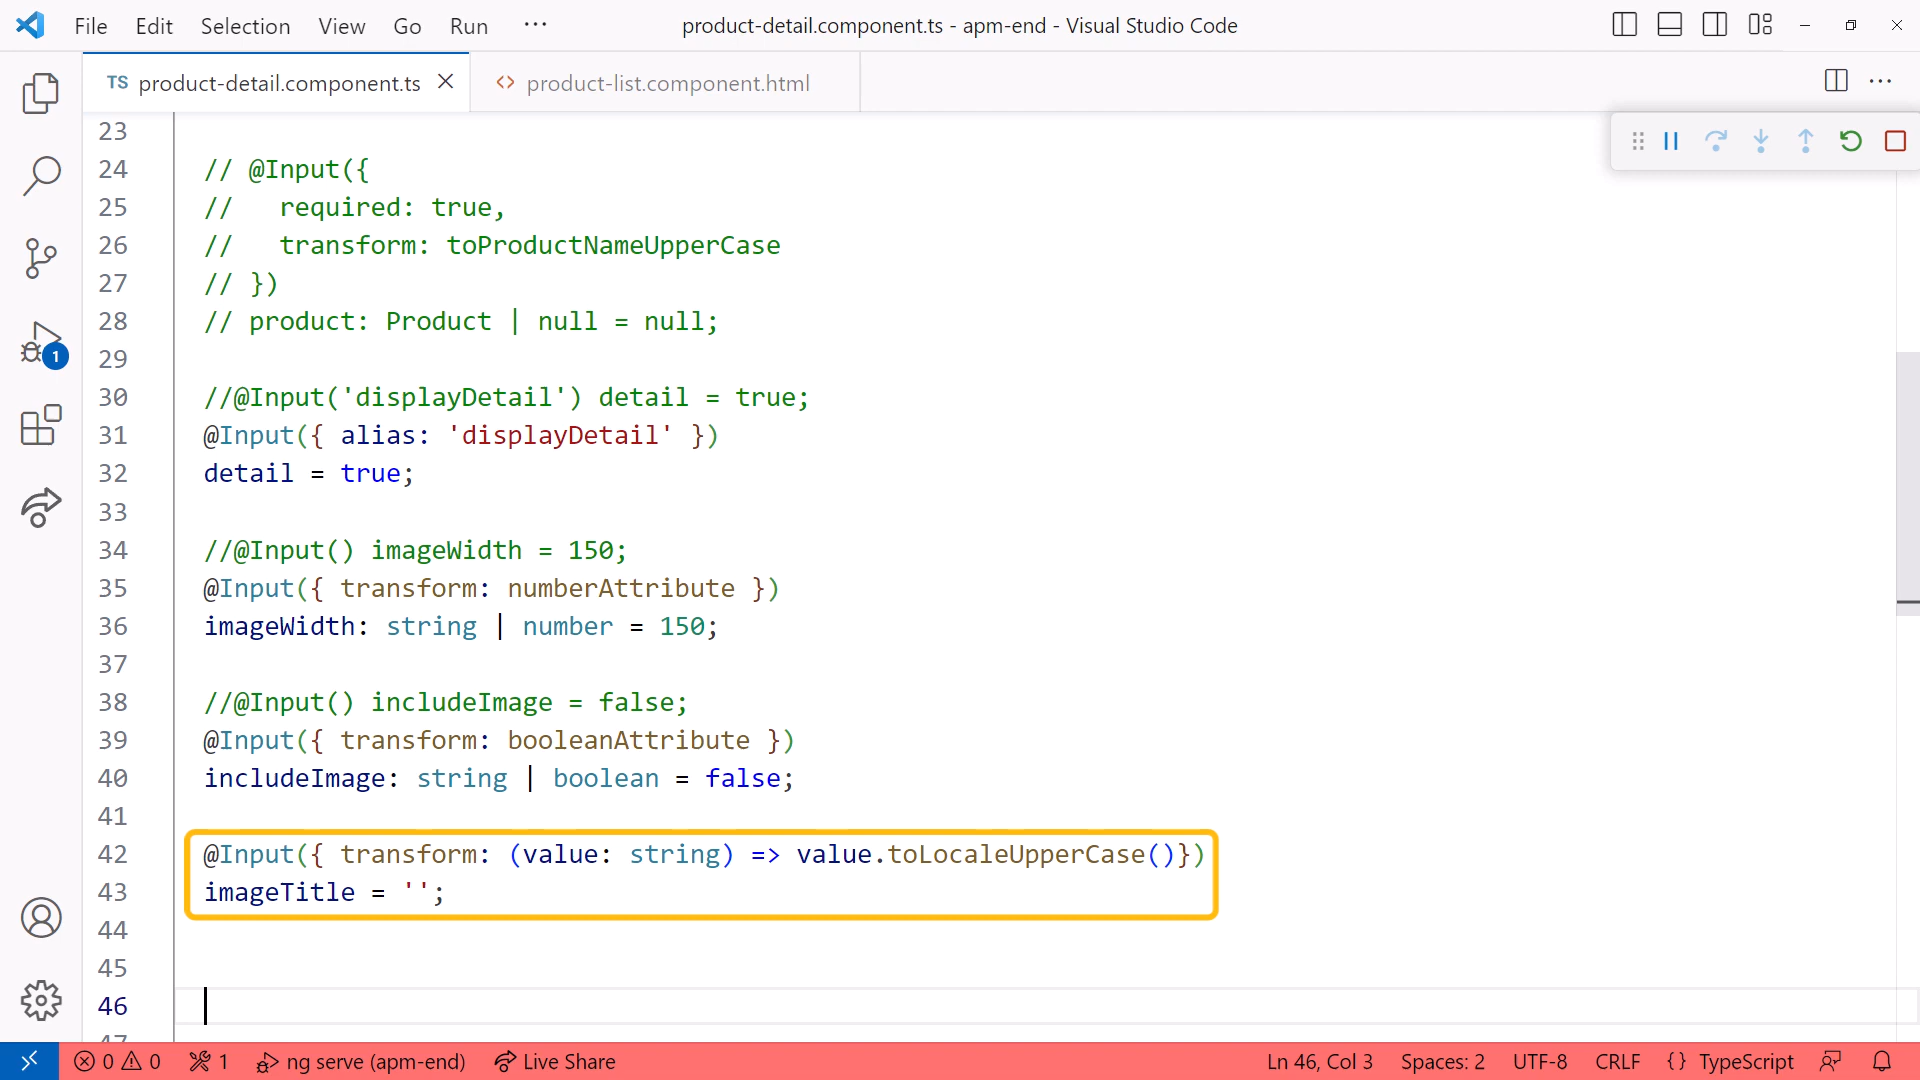 File Edit Selection View Go Run ···
product-detail.component.ts - apm-end - Visual Studio Code
TS product-detail.component.ts
<> product-list.component.html
23
24 // @Input({
25 //   required: true,
26 //   transform: toProductNameUpperCase
27 // })
28 // product: Product | null = null;
29
30 //@Input('displayDetail') detail = true;
31 @Input({ alias: 'displayDetail' })
32 detail = true;
33
34 //@Input() imageWidth = 150;
35 @Input({ transform: numberAttribute })
36 imageWidth: string | number = 150;
37
38 //@Input() includeImage = false;
39 @Input({ transform: booleanAttribute })
40 includeImage: string | boolean = false;
41
42 @Input({ transform: (value: string) => value.toLocaleUpperCase()})
43 imageTitle = '';
44
45
46
47
1
0 0 1 ng serve (apm-end) Live Share
Ln 46, Col 3 Spaces: 2 UTF-8 CRLF {} TypeScript